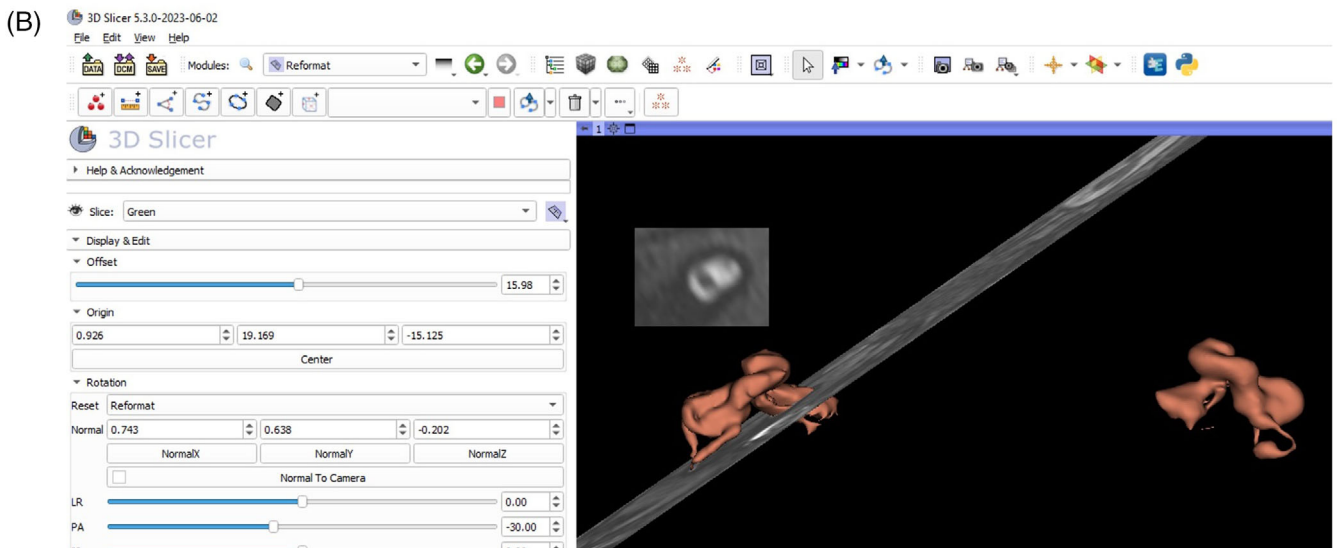 (B)
3D Slicer 5.3.0-2023-06-02
File Edit View Help
DATA DCM SAVE Modules: Reformat
3D Slicer
1
Help & Acknowledgement
Slice: Green
Display & Edit
Offset
15.98
Origin
0.926 19.169 -15.125
Center
Rotation
Reset Reformat
Normal 0.743 0.638 -0.202
NormalX NormalY NormalZ
Normal To Camera
LR 0.00
PA -30.00